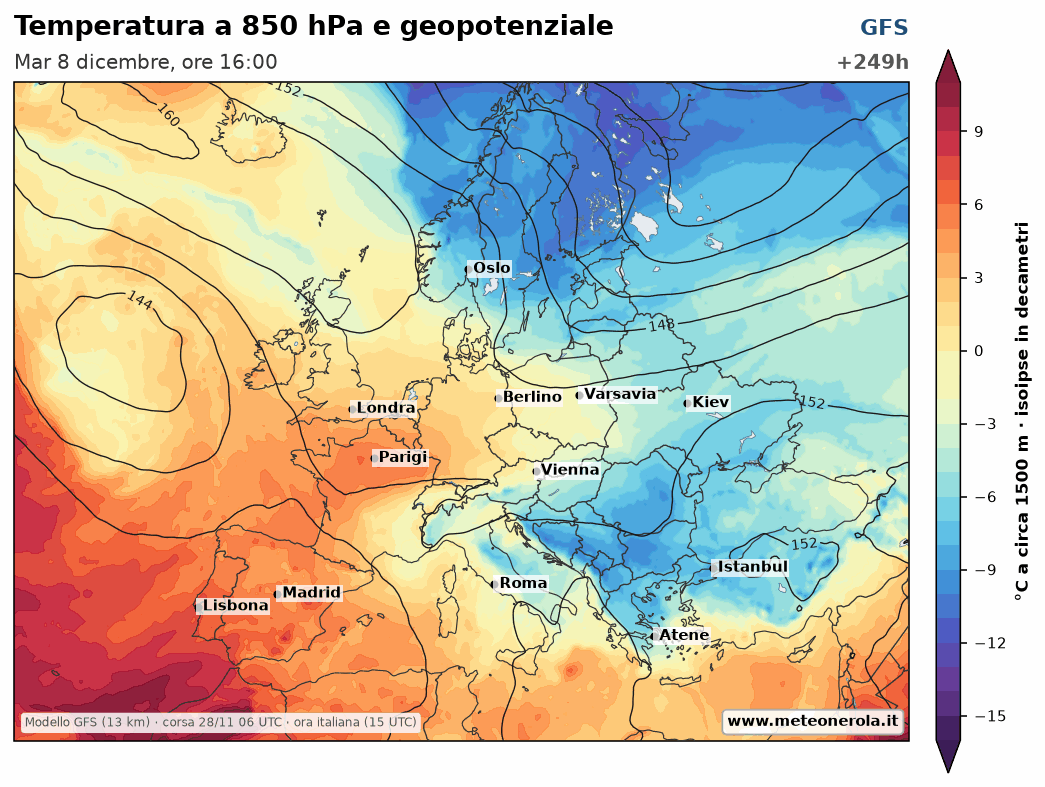 Temperatura a 850 hPa e geopotenziale
GFS
Mar 8 dicembre, ore 16:00
+249h
152
160
9
6
Oslo
3
144
148
0
Berlino
Varsavia
Londra
Kiev
152
−3
Parigi
Vienna
−6
152
Istanbul
−9
Roma
Madrid
Lisbona
Atene
−12
Modello GFS (13 km) · corsa 28/11 06 UTC · ora italiana (15 UTC)
www.meteonerola.it
−15
°C a circa 1500 m · isoipse in decametri